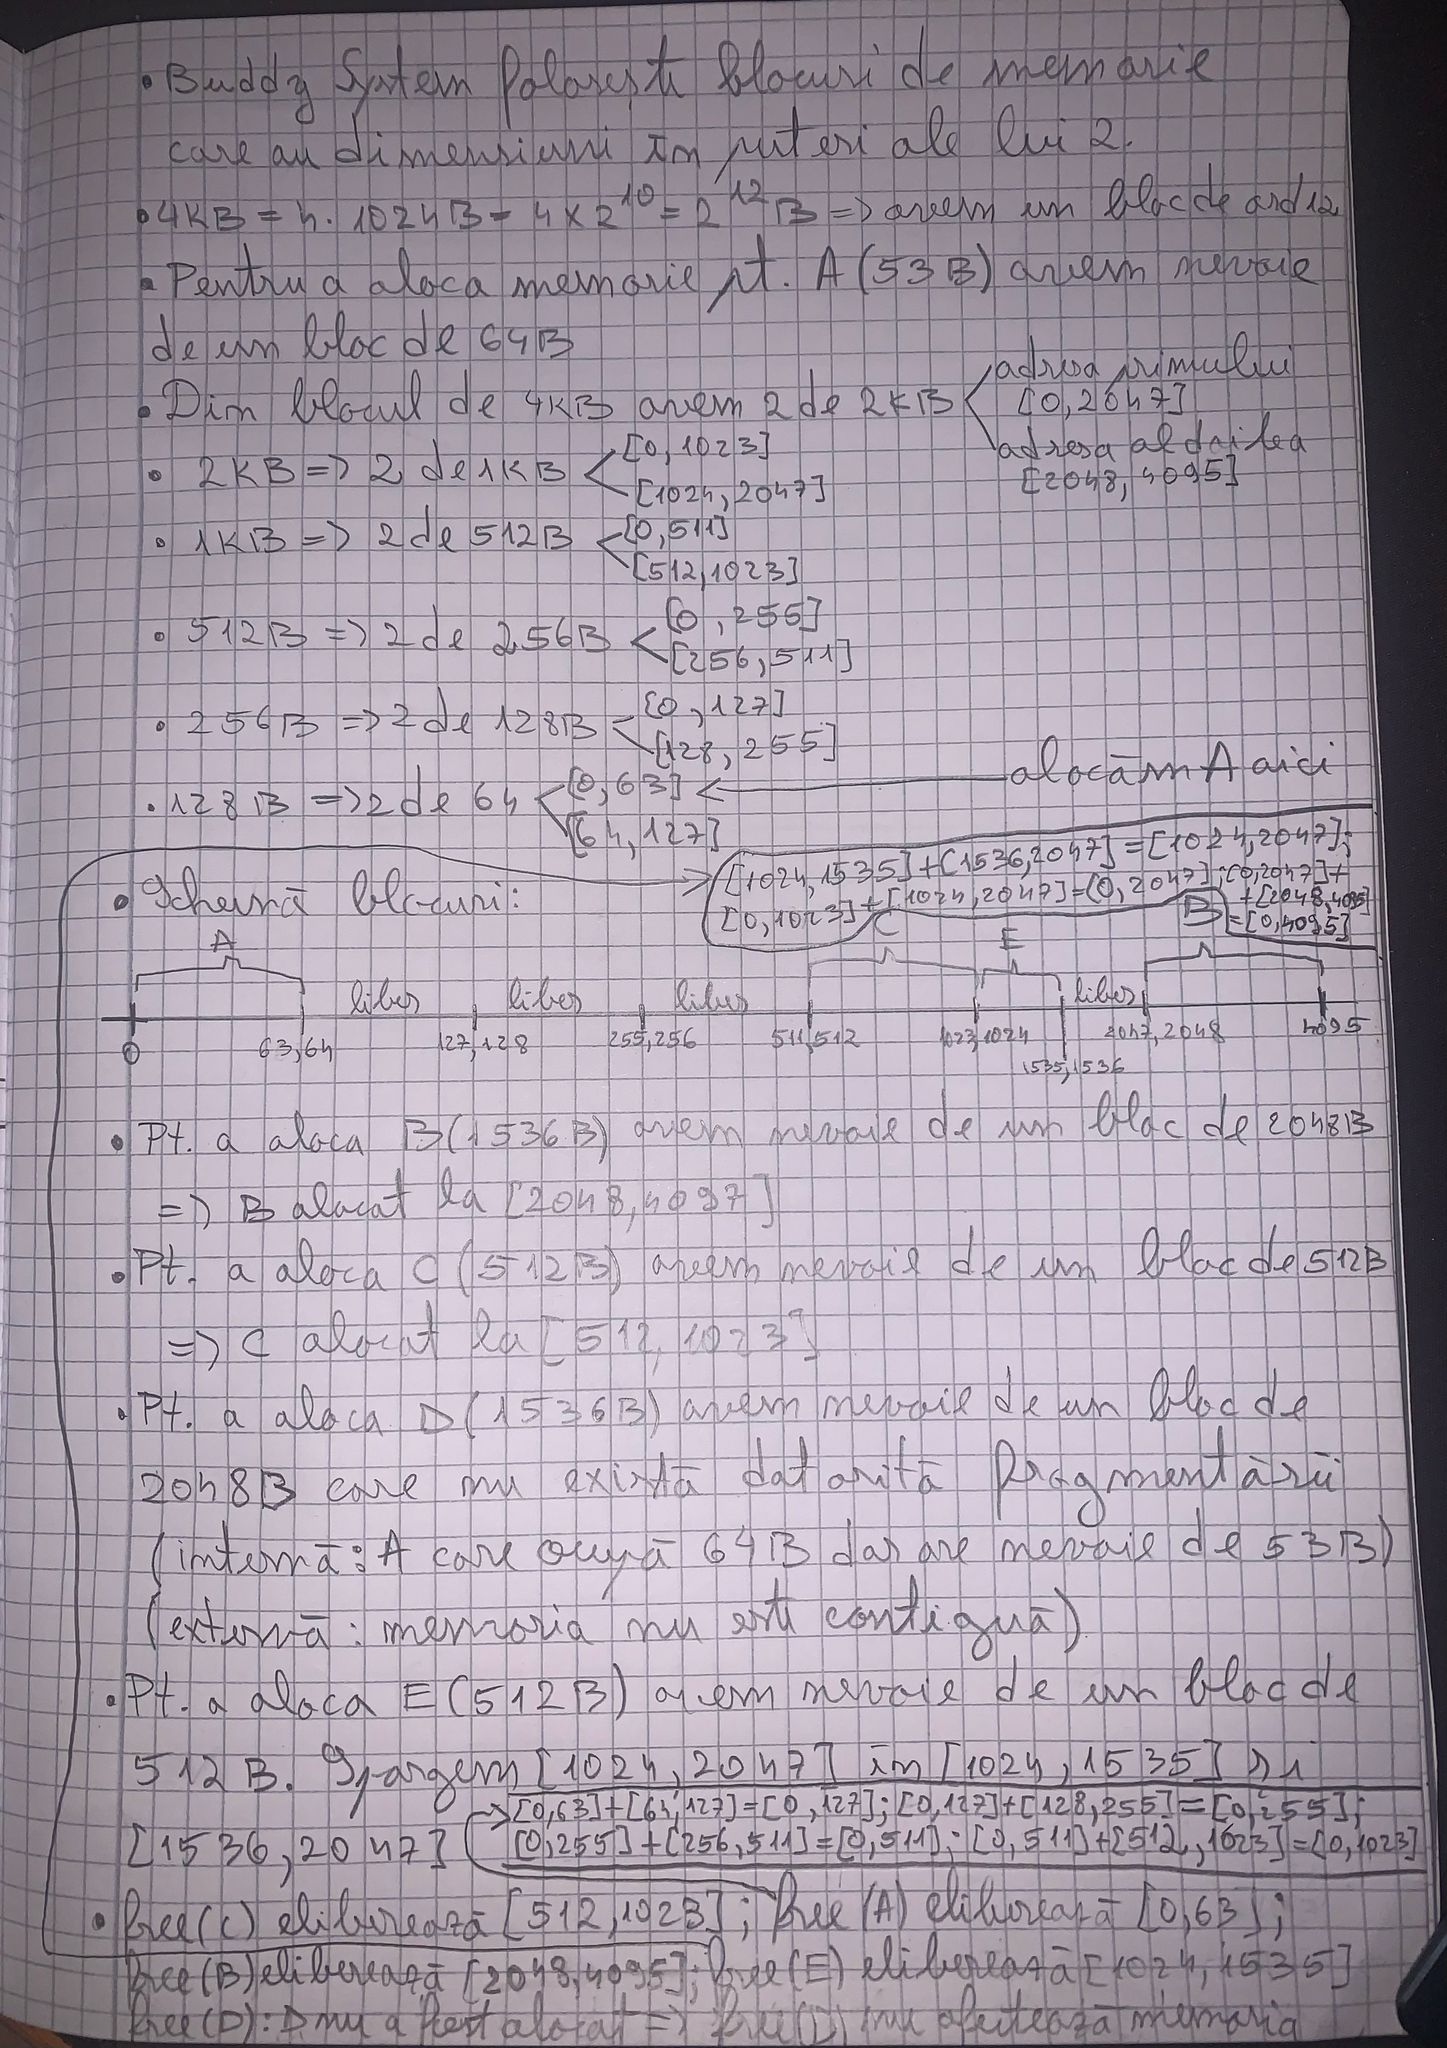 • Buddy System folosește blocuri de memorie
care au dimensiuni în puteri ale lui 2.
• 4KB = 4 · 1024B = 4 x 2^10 = 2^12 B => avem un bloc de ord 12
• Pentru a aloca memorie pt. A (53B) avem nevoie
de un bloc de 64B
• Din blocul de 4KB avem 2 de 2KB < adresa primului
[0, 2047]
adresa al doilea
[2048, 4095]
• 2KB => 2 de 1KB < [0, 1023]
[1024, 2047]
• 1KB => 2 de 512B < [0, 511]
[512, 1023]
• 512B => 2 de 256B < [0, 255]
[256, 511]
• 256B => 2 de 128B < [0, 127]
[128, 255]
• 128B => 2 de 64 < [0, 63] <— alocăm A aici
[64, 127]
[1024, 1535] + [1536, 2047] = [1024, 2047];
[0, 1023] + [1024, 2047] = [0, 2047]; [0, 2047] +
+ [2048, 4095]
= [0, 4095]
• Schemă blocuri:
A C E B
liber liber liber liber
0 63,64 127,128 255,256 511,512 1023,1024 2047,2048 4095
1535,1536
• Pt. a aloca B(1536B) avem nevoie de un bloc de 2048B
=> B alocat la [2048, 4097]
• Pt. a aloca C (512B) avem nevoie de un bloc de 512B
=> C alocat la [512, 1023]
• Pt. a aloca D (1536B) avem nevoie de un bloc de
2048B care nu există datorită fragmentării
(internă: A care ocupă 64B dar are nevoie de 53B)
(externă: memoria nu este contiguă)
• Pt. a aloca E (512B) avem nevoie de un bloc de
512B. Spargem [1024, 2047] în [1024, 1535] și
[1536, 2047]
-> [0,63] + [64,127] = [0,127]; [0,127] + [128,255] = [0,255];
[0,255] + [256,511] = [0,511]; [0,511] + [512,1023] = [0,1023]
• free(C) eliberează [512, 1023]; free(A) eliberează [0,63];
free(B) eliberează [2048, 4095]; free(E) eliberează [1024, 1535]
free(D): D nu a fost alocat => free(D) nu afectează memoria